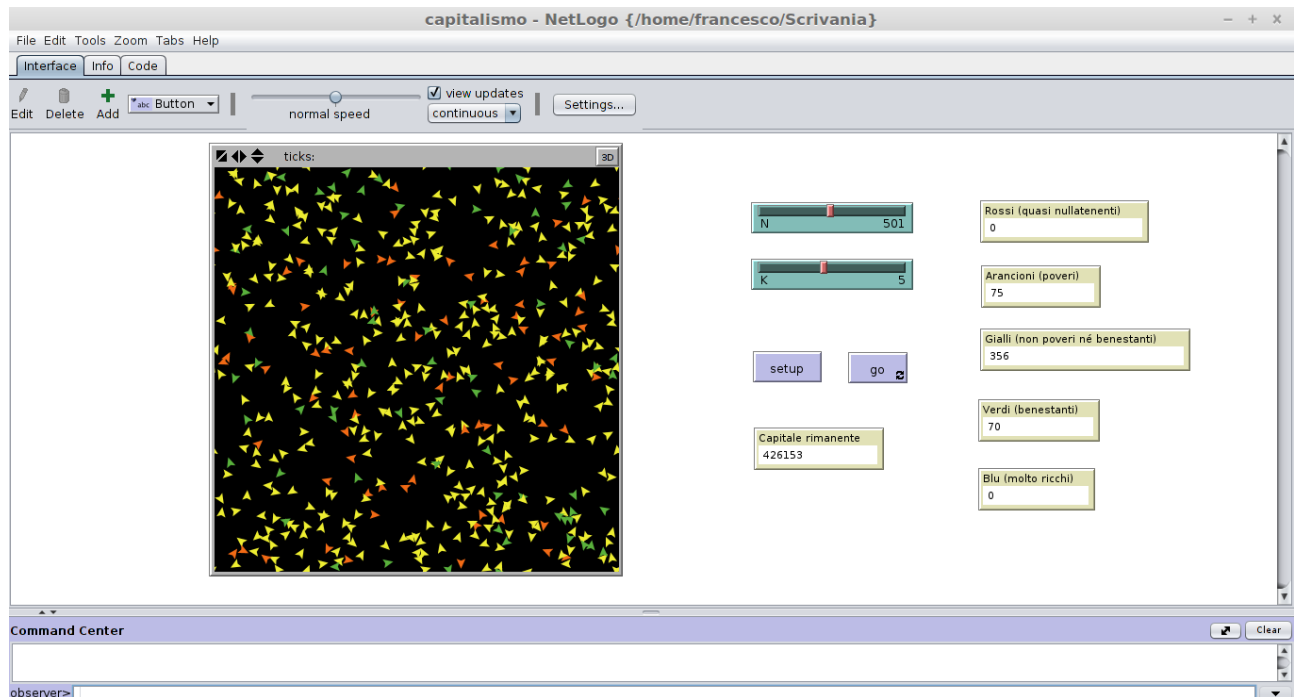 capitalismo - NetLogo {/home/francesco/Scrivania}
File Edit Tools Zoom Tabs Help
Interface Info Code
Edit Delete Add abc Button normal speed view updates continuous Settings...
ticks: 3D
N 501
K 5
setup go
Capitale rimanente
426153
Rossi (quasi nullatenenti)
0
Arancioni (poveri)
75
Gialli (non poveri né benestanti)
356
Verdi (benestanti)
70
Blu (molto ricchi)
0
Command Center Clear
observer>